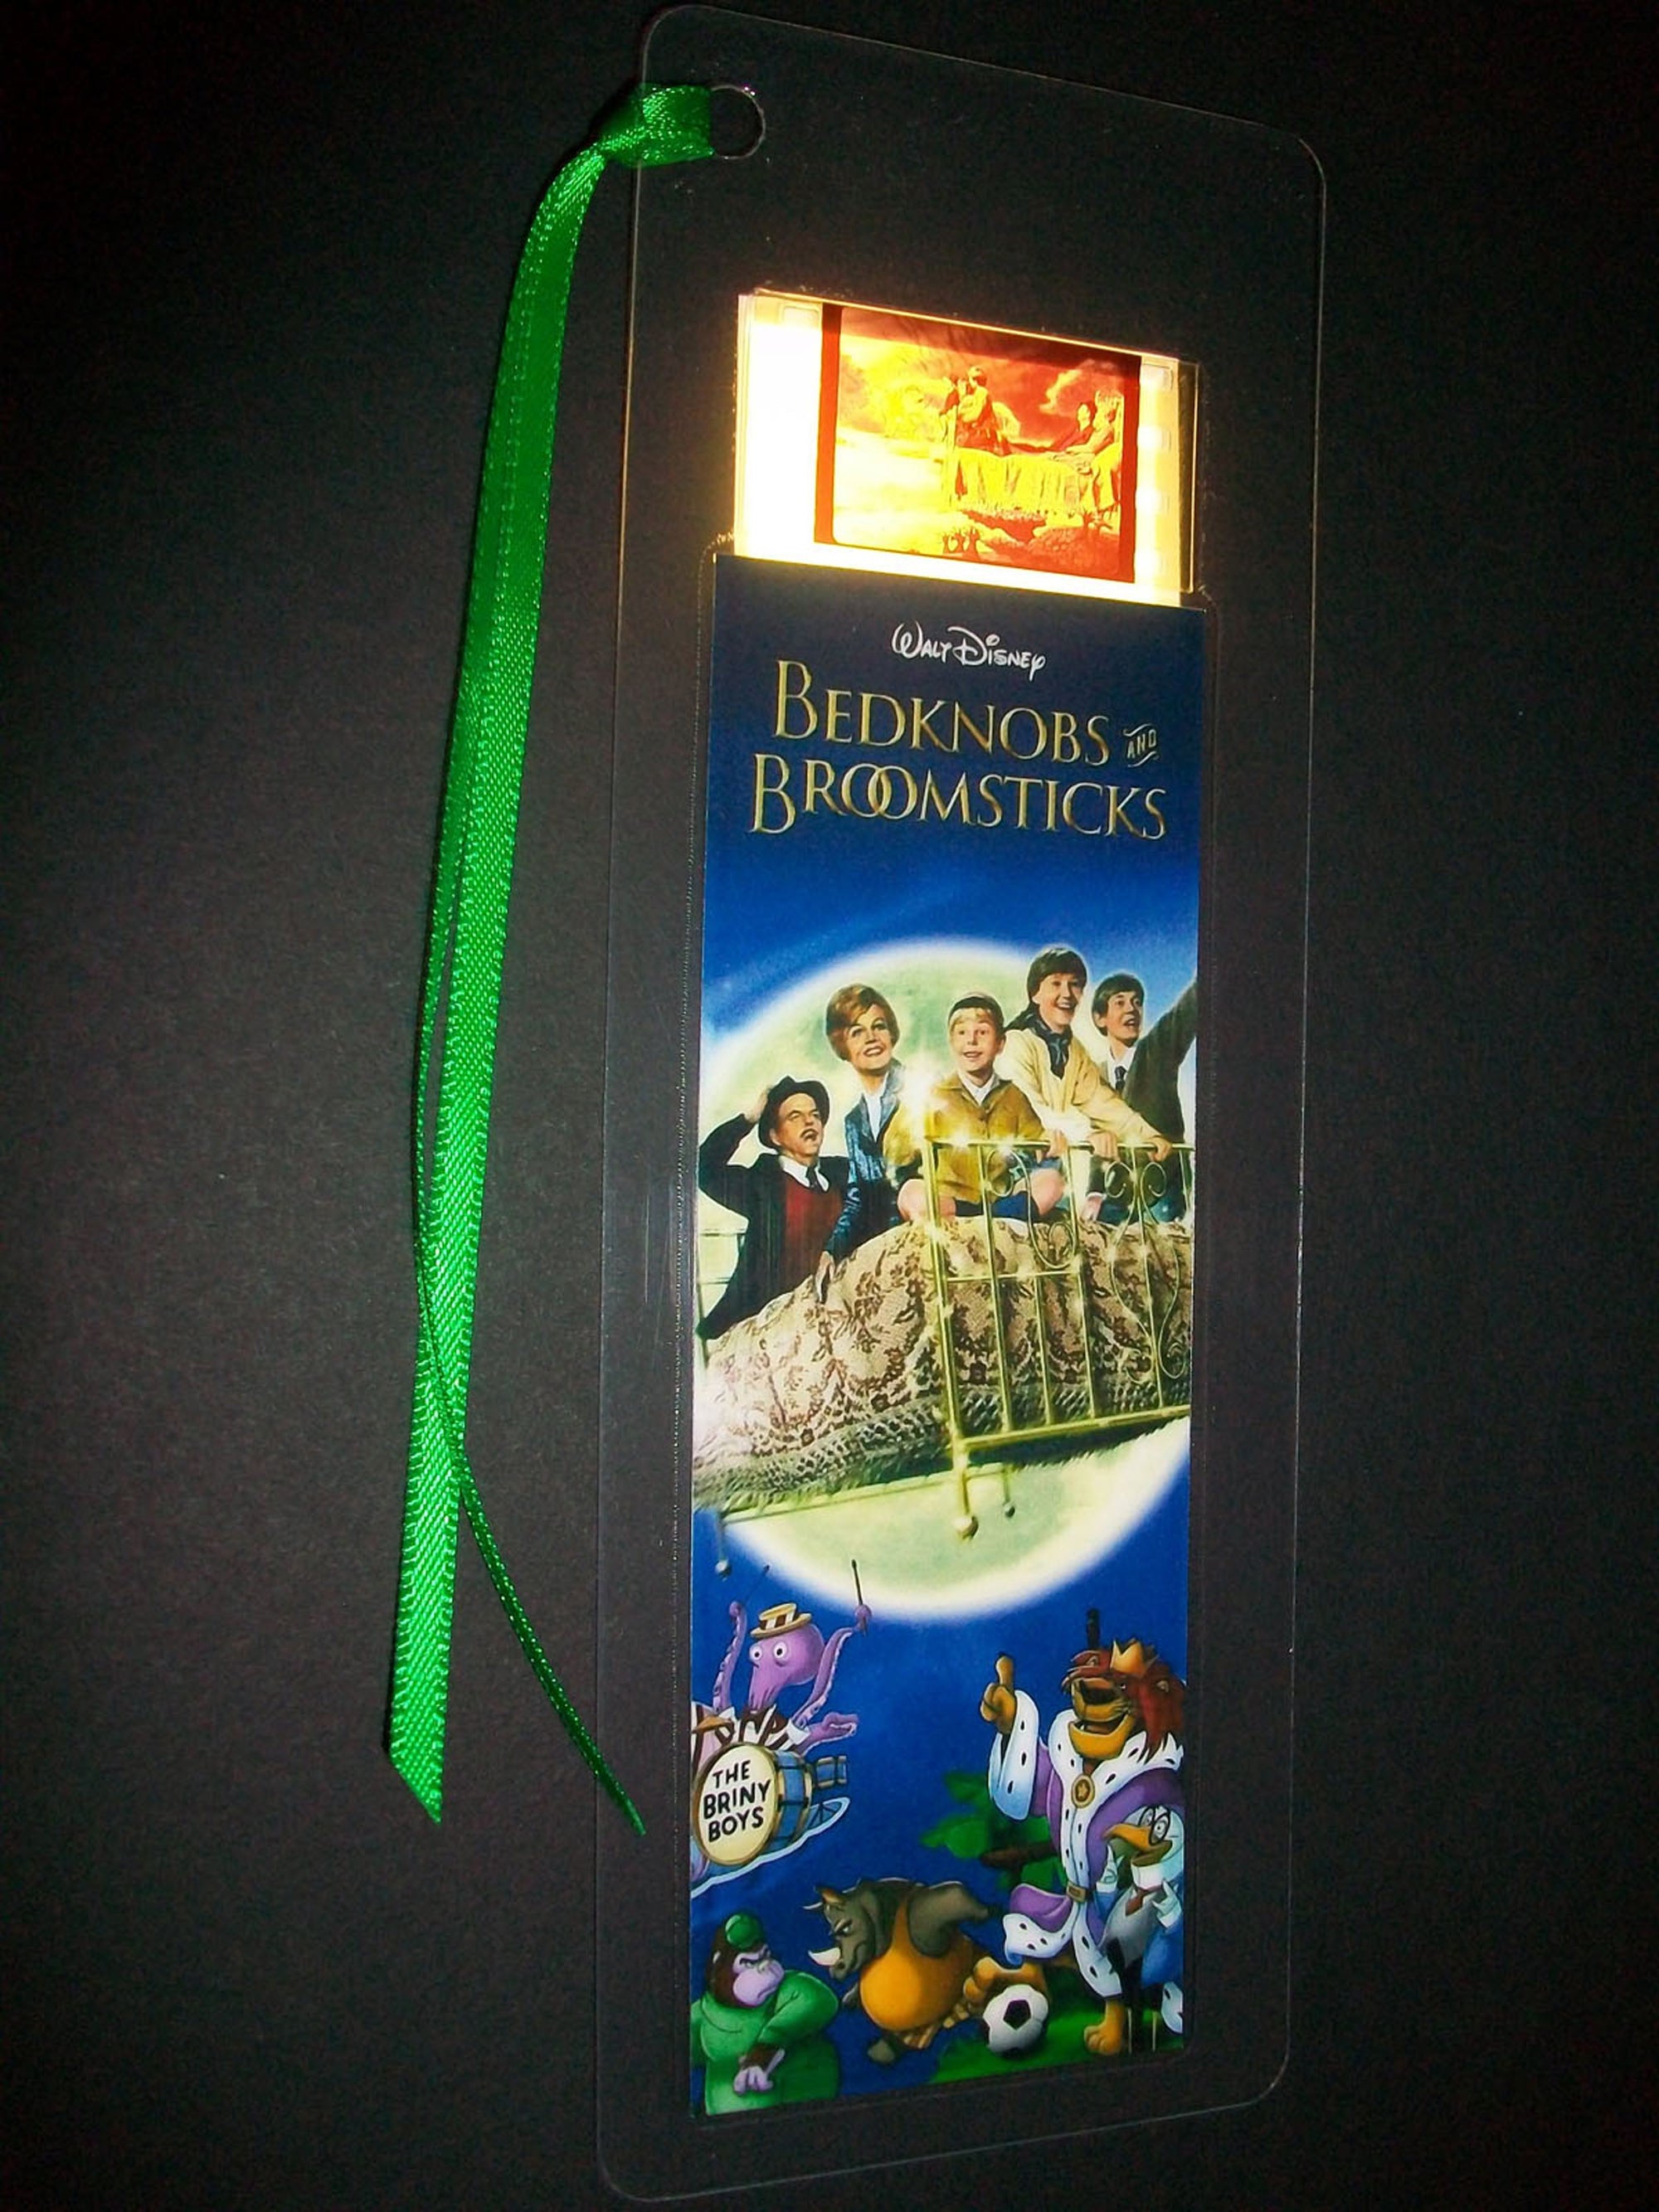 WALT DISNEY
BEDKNOBS AND
BROOMSTICKS
THE
BRINY
BOYS